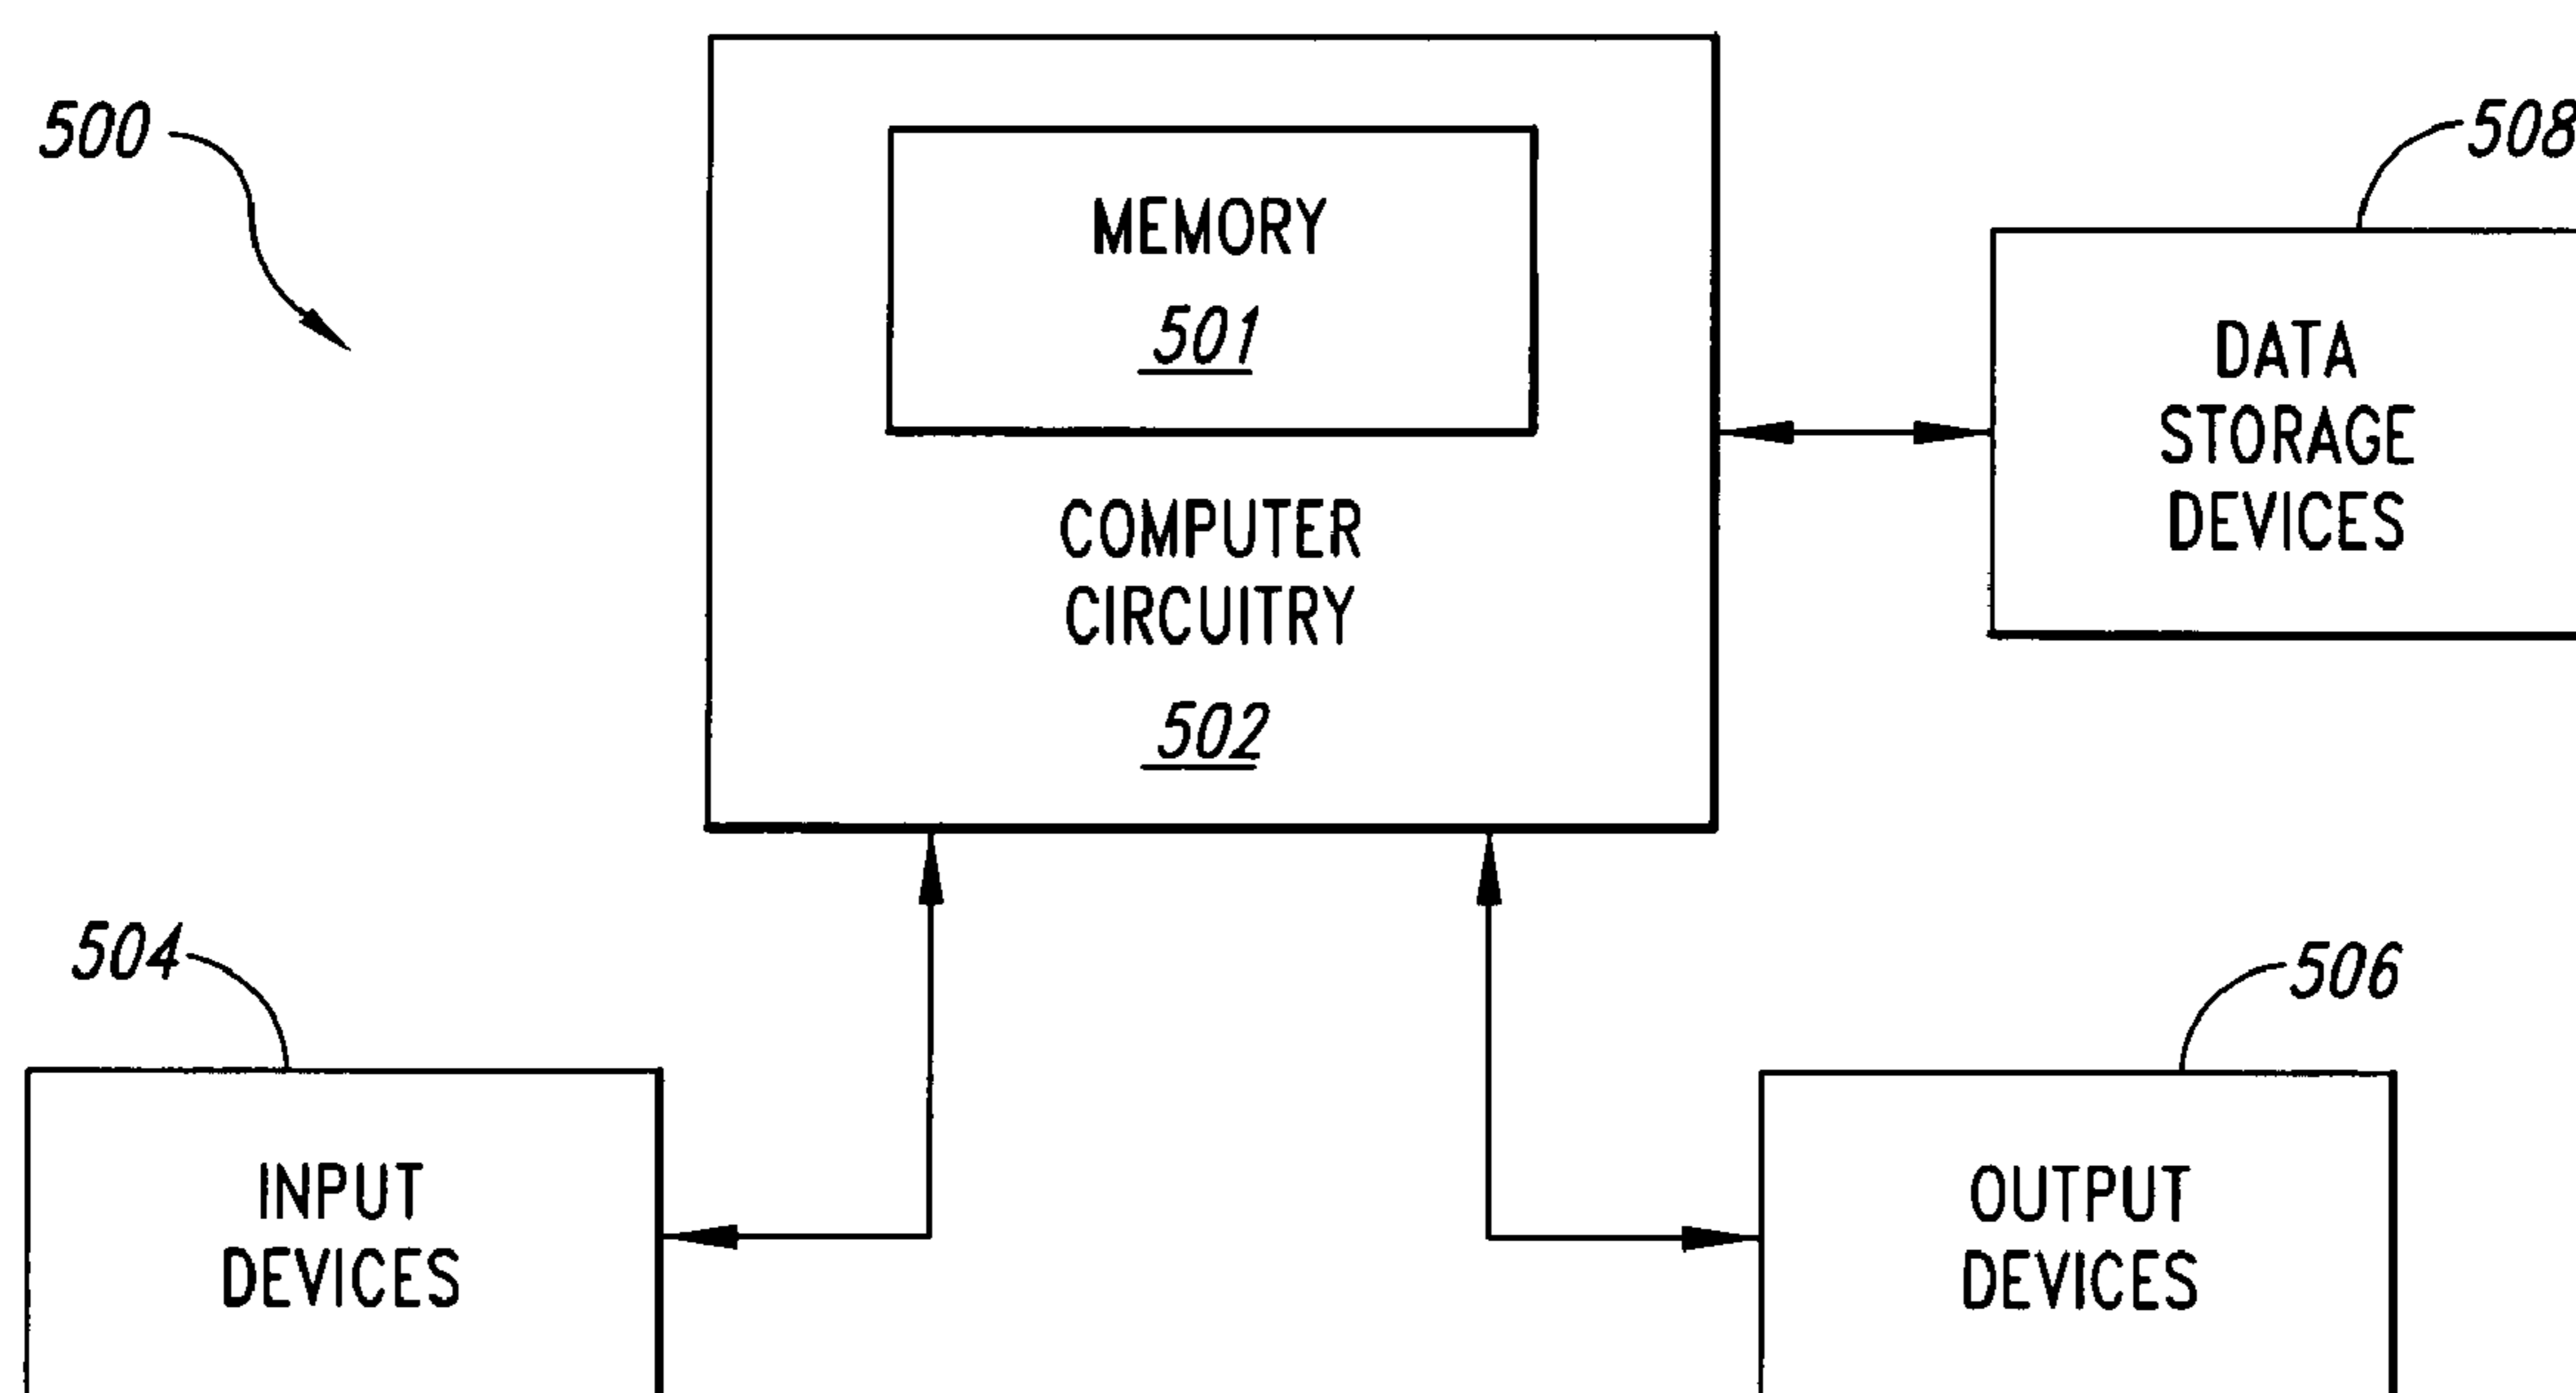 500
MEMORY
501
COMPUTER
CIRCUITRY
502
508
DATA
STORAGE
DEVICES
504
INPUT
DEVICES
506
OUTPUT
DEVICES